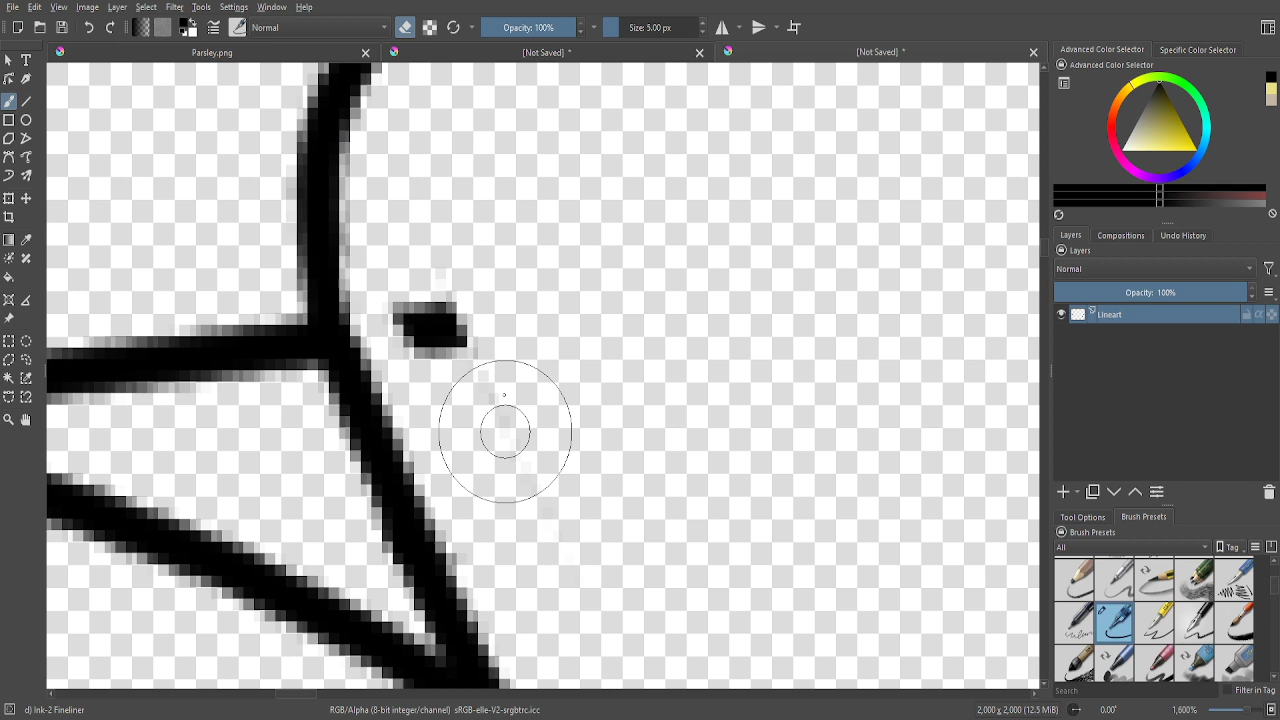 File Edit View Image Layer Select Filter Tools Settings Window Help
Normal Opacity: 100% Size: 5.00 px
Parsley.png [Not Saved] * [Not Saved] *
Advanced Color Selector Specific Color Selector
Advanced Color Selector
Layers Compositions Undo History
Layers
Normal
Opacity: 100%
Lineart
Tool Options Brush Presets
Brush Presets
All Tag
Search Filter in Tag
d) Ink-2 Fineliner RGB/Alpha (8-bit integer/channel) sRGB-elle-V2-srgbtrc.icc 2,000 x 2,000 (12.5 MiB) 0.00° 1,600%